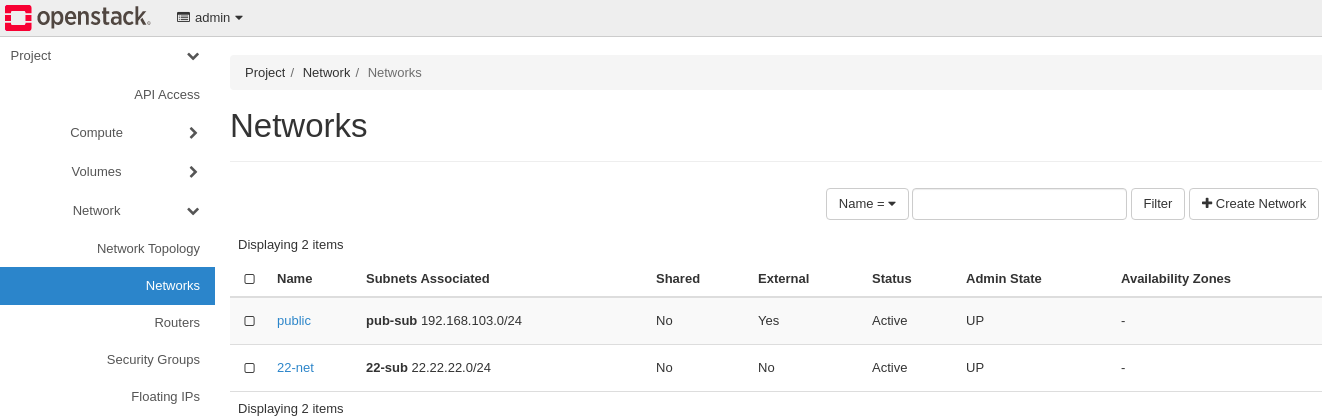 openstack.
admin
Project
API Access
Compute
Volumes
Network
Network Topology
Networks
Routers
Security Groups
Floating IPs
Project / Network / Networks
Networks
Name = Filter Create Network
Displaying 2 items
Name Subnets Associated Shared External Status Admin State Availability Zones
public pub-sub 192.168.103.0/24 No Yes Active UP -
22-net 22-sub 22.22.22.0/24 No No Active UP -
Displaying 2 items